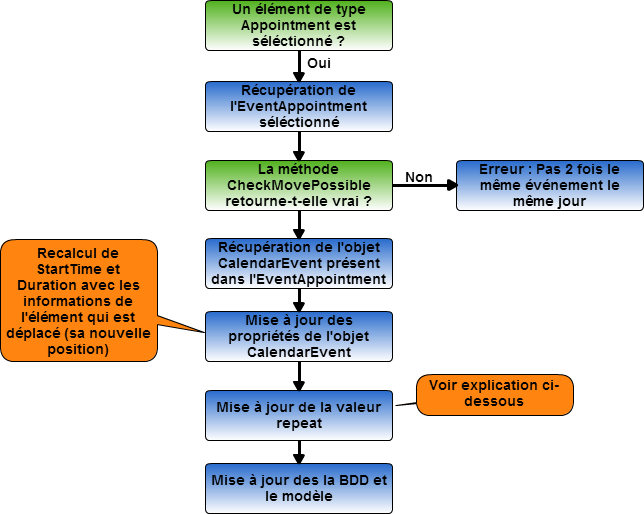 Un élément de type
Appointment est
séléctionné ?
Oui
Récupération de
l'EventAppointment
séléctionné
La méthode
CheckMovePossible
retourne-t-elle vrai ?
Non
Erreur : Pas 2 fois le
même événement le
même jour
Récupération de l'objet
CalendarEvent présent
dans l'EventAppointment
Recalcul de
StartTime et
Duration avec les
informations de
l'élément qui est
déplacé (sa nouvelle
position)
Mise à jour des
propriétés de l'objet
CalendarEvent
Voir explication ci-
dessous
Mise à jour de la valeur
repeat
Mise à jour des la BDD et
le modèle